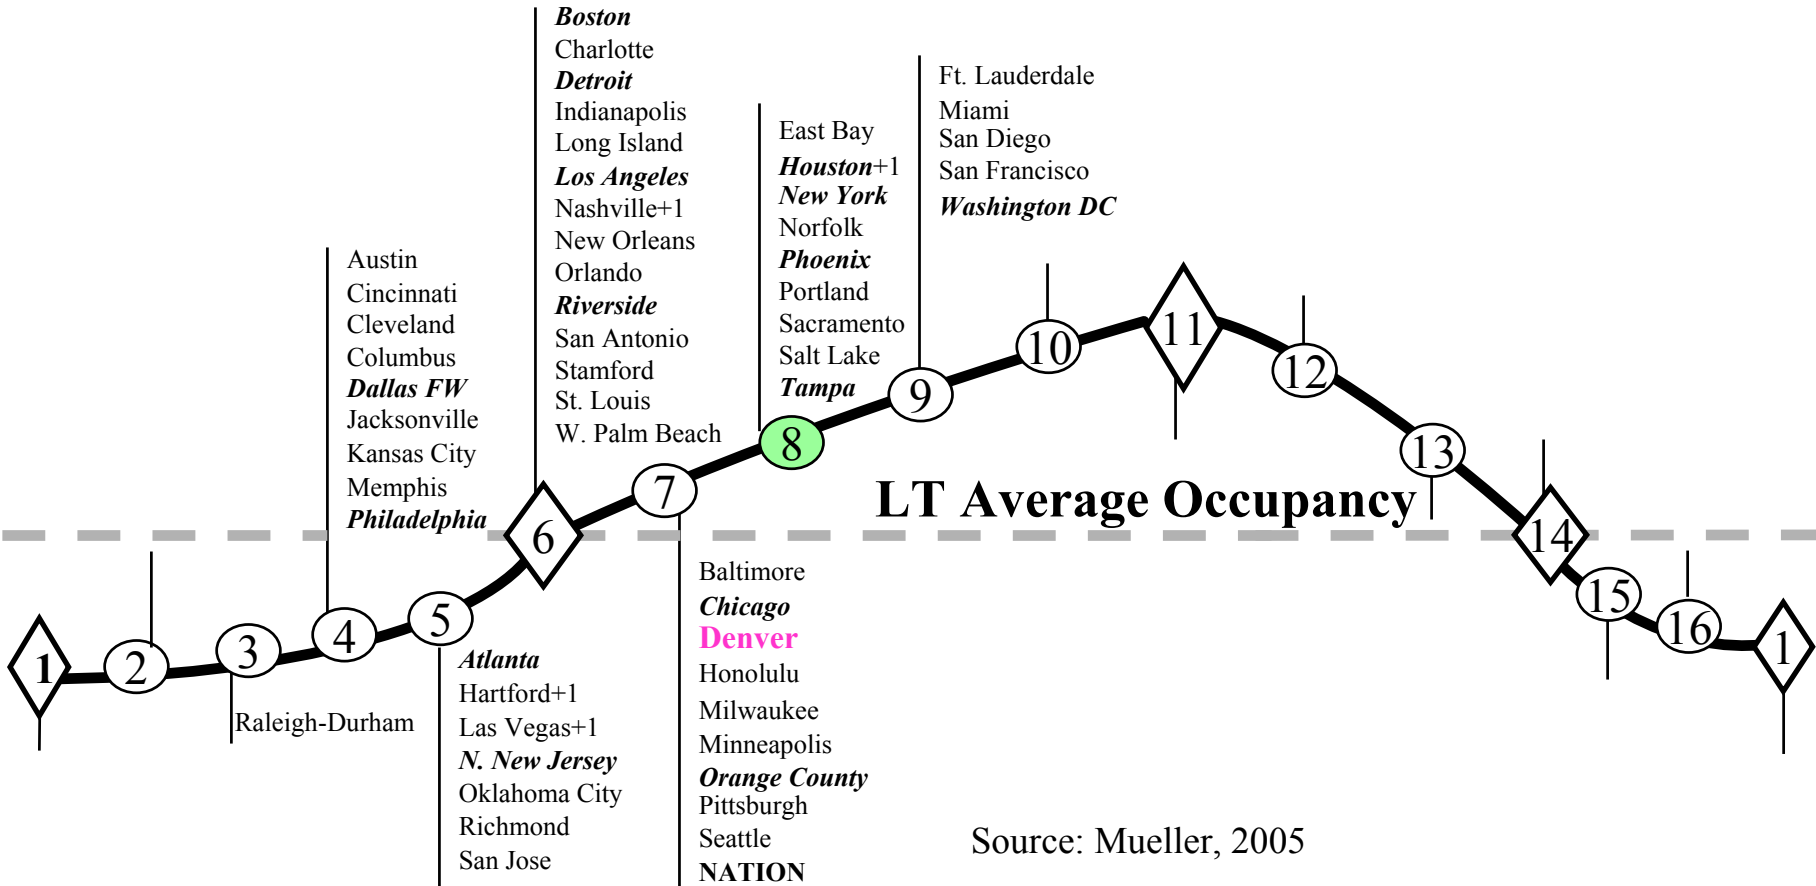 Boston
Charlotte
Detroit
Indianapolis
Long Island
Los Angeles
Nashville+1
New Orleans
Orlando
Riverside
San Antonio
Stamford
St. Louis
W. Palm Beach
East Bay
Houston+1
New York
Norfolk
Phoenix
Portland
Sacramento
Salt Lake
Tampa
Ft. Lauderdale
Miami
San Diego
San Francisco
Washington DC
Austin
Cincinnati
Cleveland
Columbus
Dallas FW
Jacksonville
Kansas City
Memphis
Philadelphia
LT Average Occupancy
1
2
3
4
5
6
7
8
9
10
11
12
13
14
15
16
1
Raleigh-Durham
Atlanta
Hartford+1
Las Vegas+1
N. New Jersey
Oklahoma City
Richmond
San Jose
Baltimore
Chicago
Denver
Honolulu
Milwaukee
Minneapolis
Orange County
Pittsburgh
Seattle
NATION
Source: Mueller, 2005